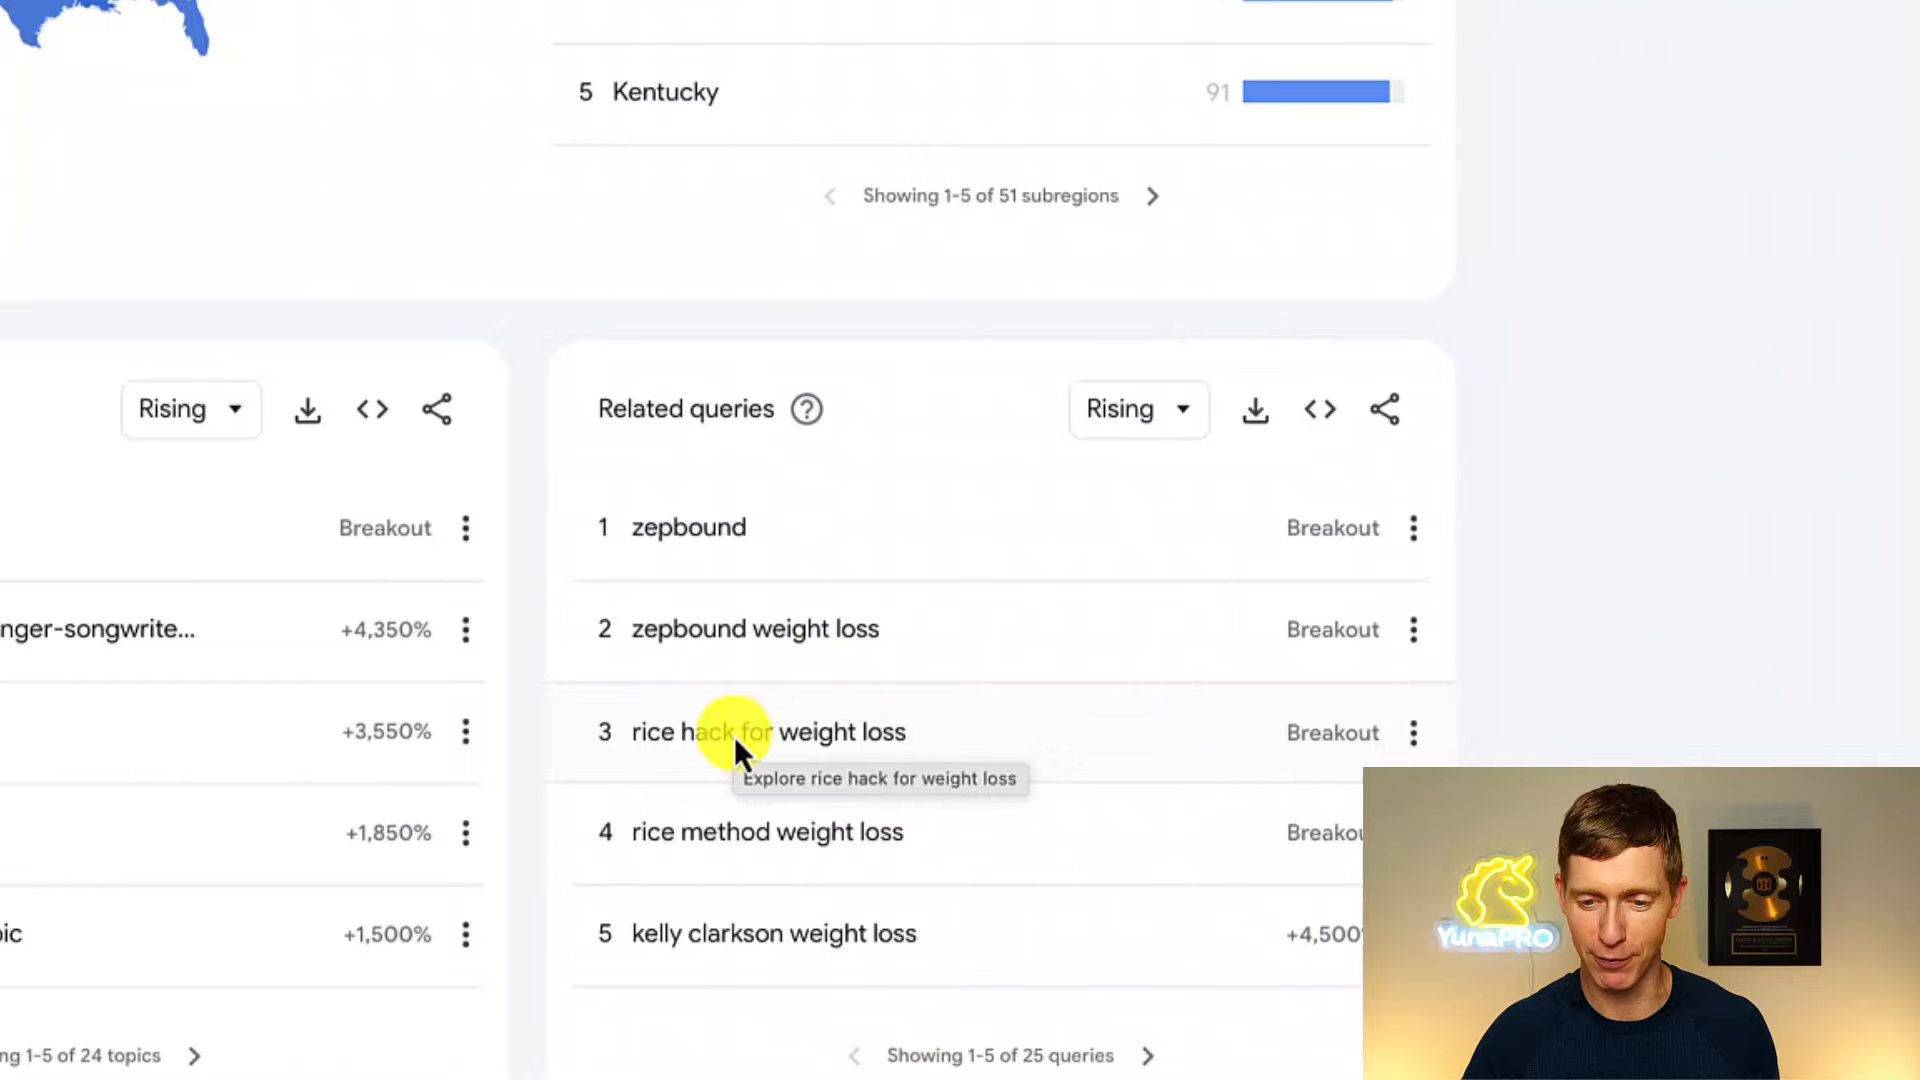 5 Kentucky 91
Showing 1-5 of 51 subregions
Rising
Related queries
Rising
Breakout
1 zepbound Breakout
nger-songwrite... +4,350%
2 zepbound weight loss Breakout
+3,550%
3 rice hack for weight loss Breakout
Explore rice hack for weight loss
+1,850%
4 rice method weight loss Breakou
ic +1,500%
5 kelly clarkson weight loss +4,500
ng 1-5 of 24 topics
Showing 1-5 of 25 queries
YunaPRO